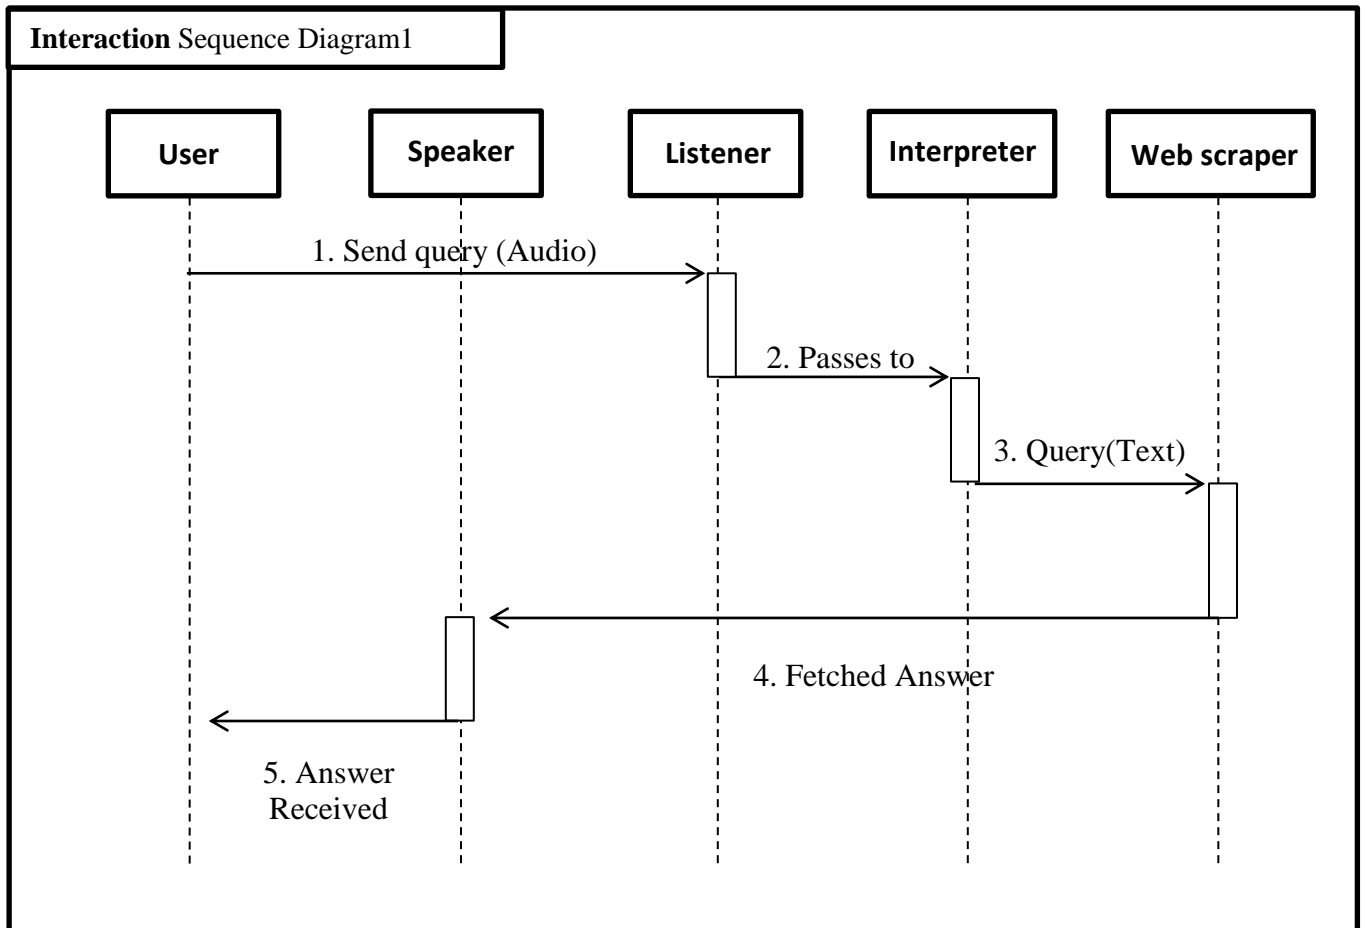 Interaction Sequence Diagram1
User
Speaker
Listener
Interpreter
Web scraper
1. Send query (Audio)
2. Passes to
3. Query(Text)
4. Fetched Answer
5. Answer
Received